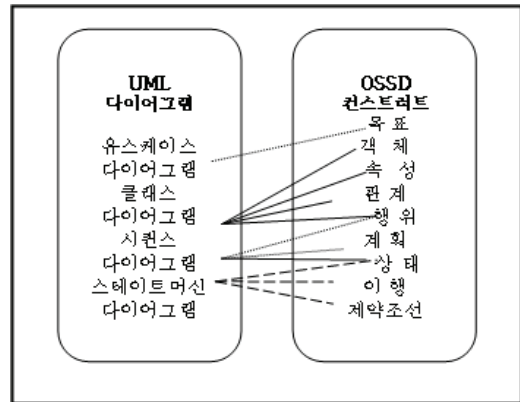 UML
다이어그램
유스케이스
다이어그램
클래스
다이어그램
시퀀스
다이어그램
스테이트머신
다이어그램
OSSD
컨스트러트
목 표
객 체
속 성
관 계
행 위
계 획
상 태
이 행
제약조선